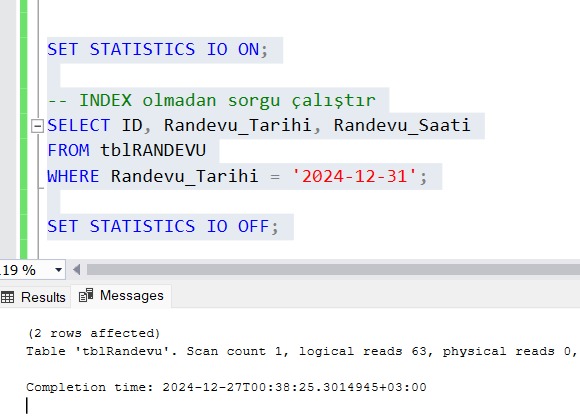 SET STATISTICS IO ON;
-- INDEX olmadan sorgu çalıştır
SELECT ID, Randevu_Tarihi, Randevu_Saati
FROM tblRANDEVU
WHERE Randevu_Tarihi = '2024-12-31';
SET STATISTICS IO OFF;
.19 %
Results Messages
(2 rows affected)
Table 'tblRandevu'. Scan count 1, logical reads 63, physical reads 0,
Completion time: 2024-12-27T00:38:25.3014945+03:00